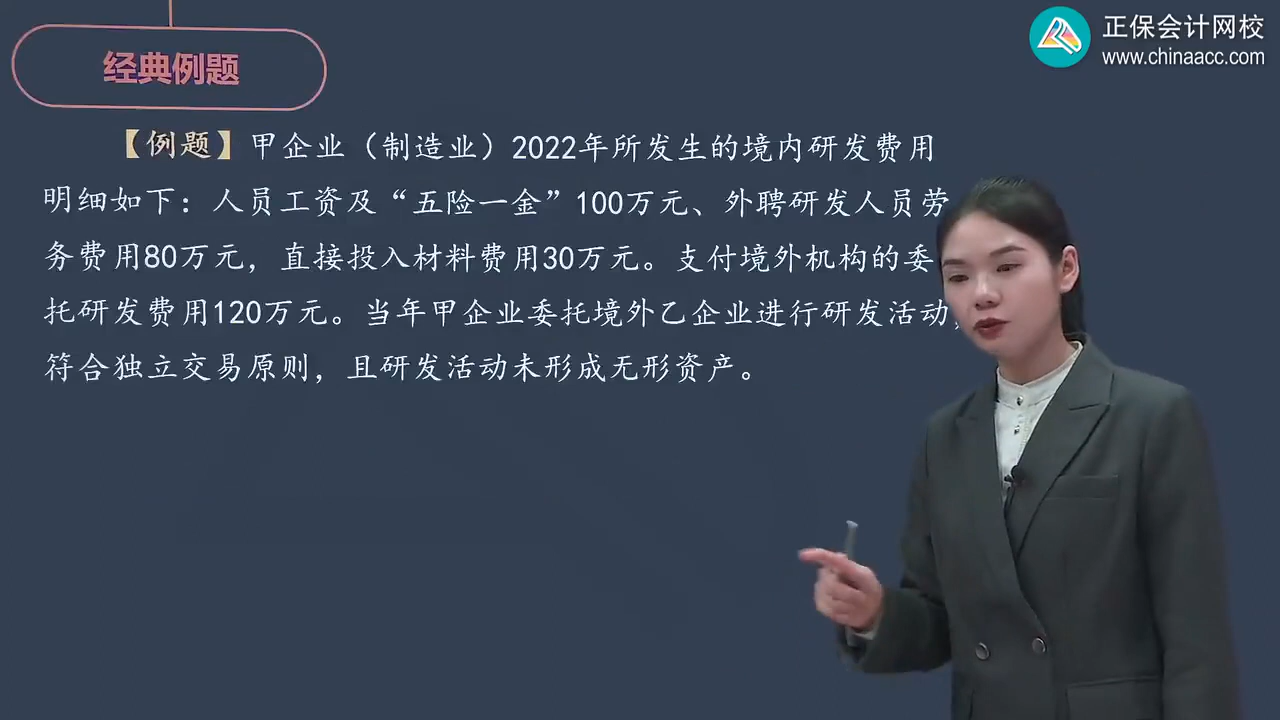 正保会计网校
www.chinaacc.com
经典例题
【例题】甲企业（制造业）2022年所发生的境内研发费用
明细如下：人员工资及“五险一金”100万元、外聘研发人员劳
务费用80万元，直接投入材料费用30万元。支付境外机构的委
托研发费用120万元。当年甲企业委托境外乙企业进行研发活动，
符合独立交易原则，且研发活动未形成无形资产。